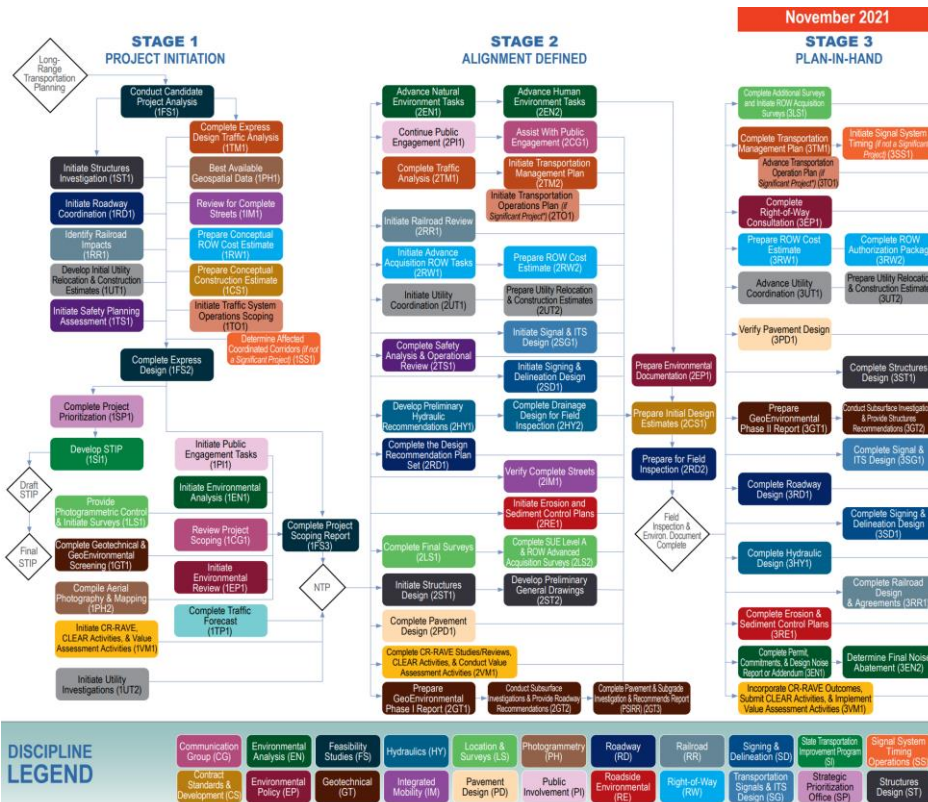 November 2021
STAGE 1
PROJECT INITIATION
Long-
Range
Transportation
Planning
Conduct Candidate
Project Analysis
(1FS1)
Complete Express
Design Traffic Analysis
(1TM1)
Initiate Structures
Investigation (1ST1)
Best Available
Geospatial Data (1PH1)
Initiate Roadway
Coordination (1RD1)
Review for Complete
Streets (1IM1)
Identify Railroad
Impacts
(1RR1)
Prepare Conceptual
ROW Cost Estimate
(1RW1)
Develop Initial Utility
Relocation & Construction
Estimates (1UT1)
Prepare Conceptual
Construction Estimate
(1CS1)
Initiate Safety Planning
Assessment (1TS1)
Initiate Traffic System
Operations Scoping
(1TO1)
Determine Affected
Coordinated Corridors (if not
a Significant Project) (1SS1)
Complete Express
Design (1FS2)
Complete Project
Prioritization (1SP1)
Develop STIP
(1SI1)
Draft
STIP
Final
STIP
Initiate Public
Engagement Tasks
(1PI1)
Initiate Environmental
Analysis (1EN1)
Provide
Photogrammetric Control
& Initiate Surveys (1LS1)
Review Project
Scoping (1CG1)
Complete Geotechnical &
GeoEnvironmental
Screening (1GT1)
Initiate
Environmental
Review (1EP1)
Compile Aerial
Photography & Mapping
(1PH2)
Complete Traffic
Forecast
(1TP1)
Initiate CR-RAVE,
CLEAR Activities, & Value
Assessment Activities (1VM1)
Initiate Utility
Investigations (1UT2)
Complete Project
Scoping Report
(1FS3)
NTP
STAGE 2
ALIGNMENT DEFINED
Advance Natural
Environment Tasks
(2EN1)
Advance Human
Environment Tasks
(2EN2)
Continue Public
Engagement (2PI1)
Assist With Public
Engagement (2CG1)
Complete Traffic
Analysis (2TM1)
Initiate Transportation
Management Plan
(2TM2)
Initiate Transportation
Operations Plan (if
Significant Project*) (2TO1)
Initiate Railroad Review
(2RR1)
Initiate Advance
Acquisition ROW Tasks
(2RW1)
Prepare ROW Cost
Estimate (2RW2)
Initiate Utility
Coordination (2UT1)
Prepare Utility Relocation
& Construction Estimates
(2UT2)
Initiate Signal & ITS
Design (2SG1)
Complete Safety
Analysis & Operational
Review (2TS1)
Initiate Signing &
Delineation Design
(2SD1)
Develop Preliminary
Hydraulic
Recommendations (2HY1)
Complete Drainage
Design for Field
Inspection (2HY2)
Complete the Design
Recommendation Plan
Set (2RD1)
Verify Complete Streets
(2IM1)
Initiate Erosion and
Sediment Control Plans
(2RE1)
Complete Final Surveys
(2LS1)
Complete SUE Level A
& ROW Advanced
Acquisition Surveys (2LS2)
Initiate Structures
Design (2ST1)
Develop Preliminary
General Drawings
(2ST2)
Complete Pavement
Design (2PD1)
Complete CR-RAVE Studies/Reviews,
CLEAR Activities, & Conduct Value
Assessment Activities (2VM1)
Prepare
GeoEnvironmental
Phase I Report (2GT1)
Conduct Subsurface
Investigations & Provide Roadway
Recommendations (2GT2)
Complete Pavement & Subgrade
Investigation & Recommends Report
(PSIRR) (2GT3)
Prepare Environmental
Documentation (2EP1)
Prepare Initial Design
Estimates (2CS1)
Prepare for Field
Inspection (2RD2)
Field
Inspection &
Environ. Document
Complete
STAGE 3
PLAN-IN-HAND
Complete Additional Surveys
and Initiate ROW Acquisition
Surveys (3LS1)
Complete Transportation
Management Plan (3TM1)
Initiate Signal System
Timing (if not a Significant
Project) (3SS1)
Advance Transportation
Operation Plan (if
Significant Project*) (3TO1)
Complete
Right-of-Way
Consultation (3EP1)
Prepare ROW Cost
Estimate
(3RW1)
Complete ROW
Authorization Package
(3RW2)
Advance Utility
Coordination (3UT1)
Prepare Utility Relocation
& Construction Estimate
(3UT2)
Verify Pavement Design
(3PD1)
Complete Structures
Design (3ST1)
Prepare
GeoEnvironmental
Phase II Report (3GT1)
Conduct Subsurface Investigation
& Provide Structures
Recommendations (3GT2)
Complete Signal &
ITS Design (3SG1)
Complete Roadway
Design (3RD1)
Complete Signing &
Delineation Design
(3SD1)
Complete Hydraulic
Design (3HY1)
Complete Railroad
Design
& Agreements (3RR1)
Complete Erosion &
Sediment Control Plans
(3RE1)
Complete Permit,
Commitments, & Design Noise
Report or Addendum (3EN1)
Determine Final Noise
Abatement (3EN2)
Incorporate CR-RAVE Outcomes,
Submit CLEAR Activities, & Implement
Value Assessment Activities (3VM1)
DISCIPLINE
LEGEND
Communication
Group (CG)
Environmental
Analysis (EN)
Feasibility
Studies (FS)
Hydraulics (HY)
Location &
Surveys (LS)
Photogrammetry
(PH)
Roadway
(RD)
Railroad
(RR)
Signing &
Delineation (SD)
State Transportation
Improvement Program
(SI)
Signal System
Timing
Operations (SS)
Contract
Standards &
Development (CS)
Environmental
Policy (EP)
Geotechnical
(GT)
Integrated
Mobility (IM)
Pavement
Design (PD)
Public
Involvement (PI)
Roadside
Environmental
(RE)
Right-of-Way
(RW)
Transportation
Signals & ITS
Design (SG)
Strategic
Prioritization
Office (SP)
Structures
Design (ST)